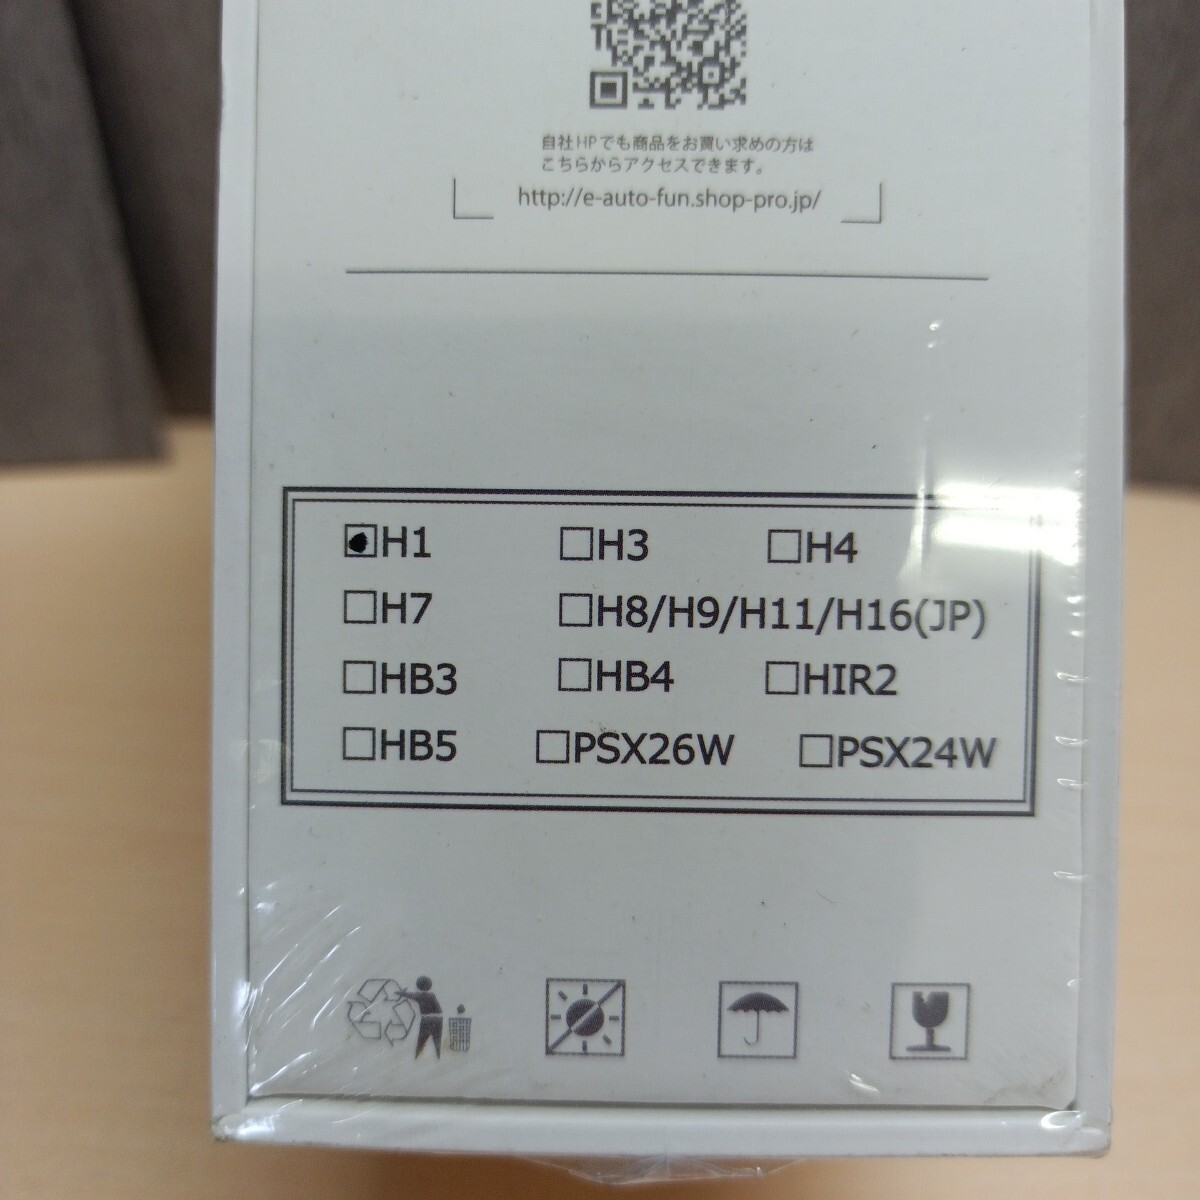 自社HPでも商品をお買い求めの方は
こちらからアクセスできます。
http://e-auto-fun.shop-pro.jp/
H1 H3 H4
H7 H8/H9/H11/H16(JP)
HB3 HB4 HIR2
HB5 PSX26W PSX24W